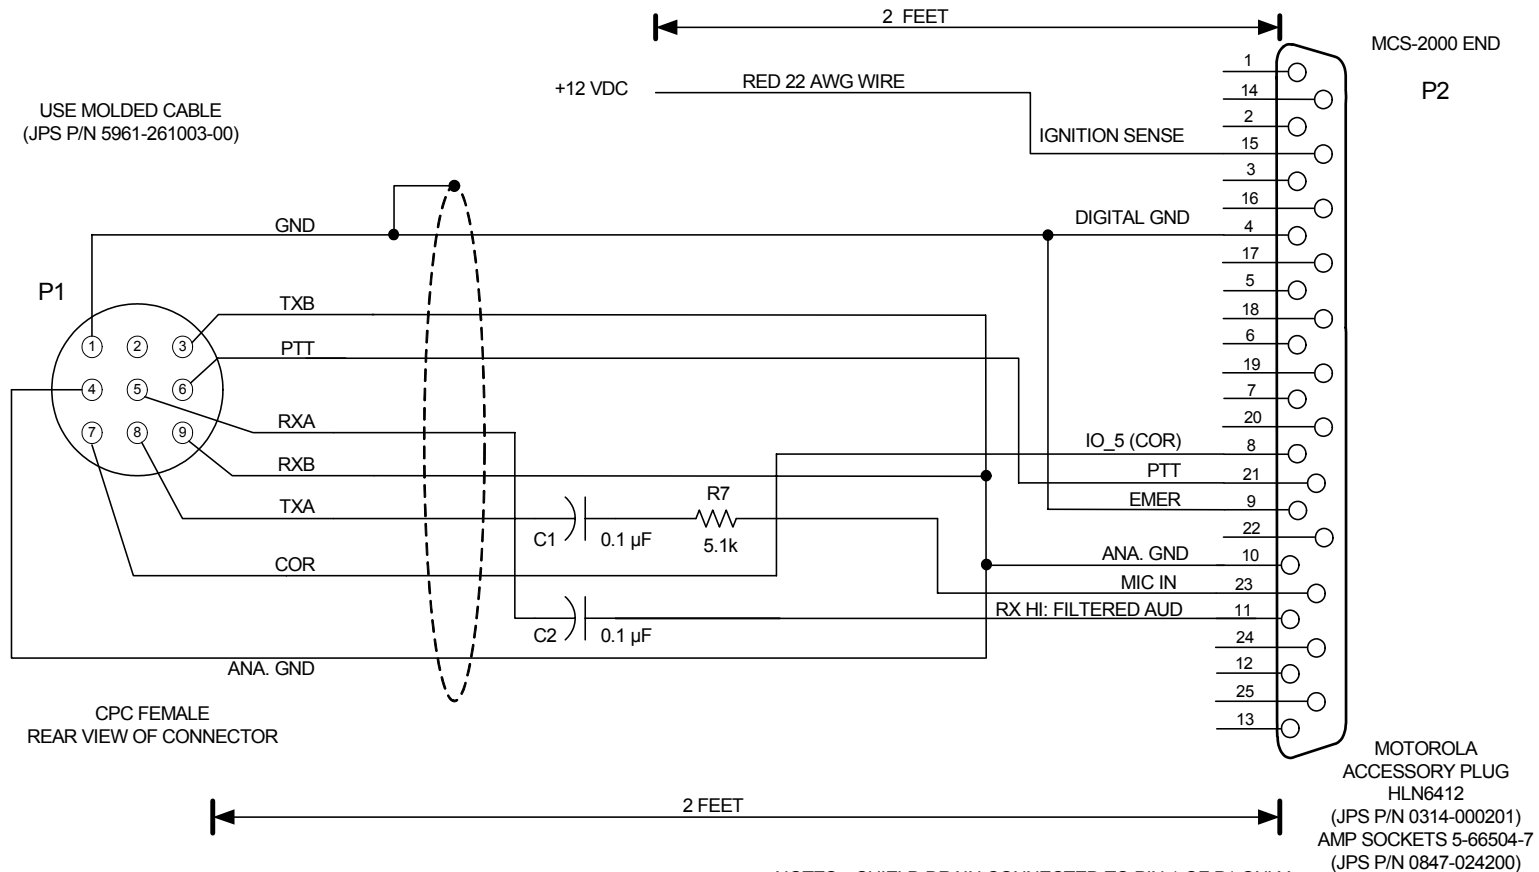 2 FEET
MCS-2000 END
P2
+12 VDC
RED 22 AWG WIRE
USE MOLDED CABLE
(JPS P/N 5961-261003-00)
IGNITION SENSE
GND
DIGITAL GND
P1
TXB
PTT
RXA
RXB
TXA
COR
ANA. GND
1
2
3
4
5
6
7
8
9
C1
0.1 µF
R7
5.1k
C2
0.1 µF
IO_5 (COR)
PTT
EMER
ANA. GND
MIC IN
RX HI: FILTERED AUD
1
14
2
15
3
16
4
17
5
18
6
19
7
20
8
21
9
22
10
23
11
24
12
25
13
CPC FEMALE
REAR VIEW OF CONNECTOR
2 FEET
MOTOROLA
ACCESSORY PLUG
HLN6412
(JPS P/N 0314-000201)
AMP SOCKETS 5-66504-7
(JPS P/N 0847-024200)